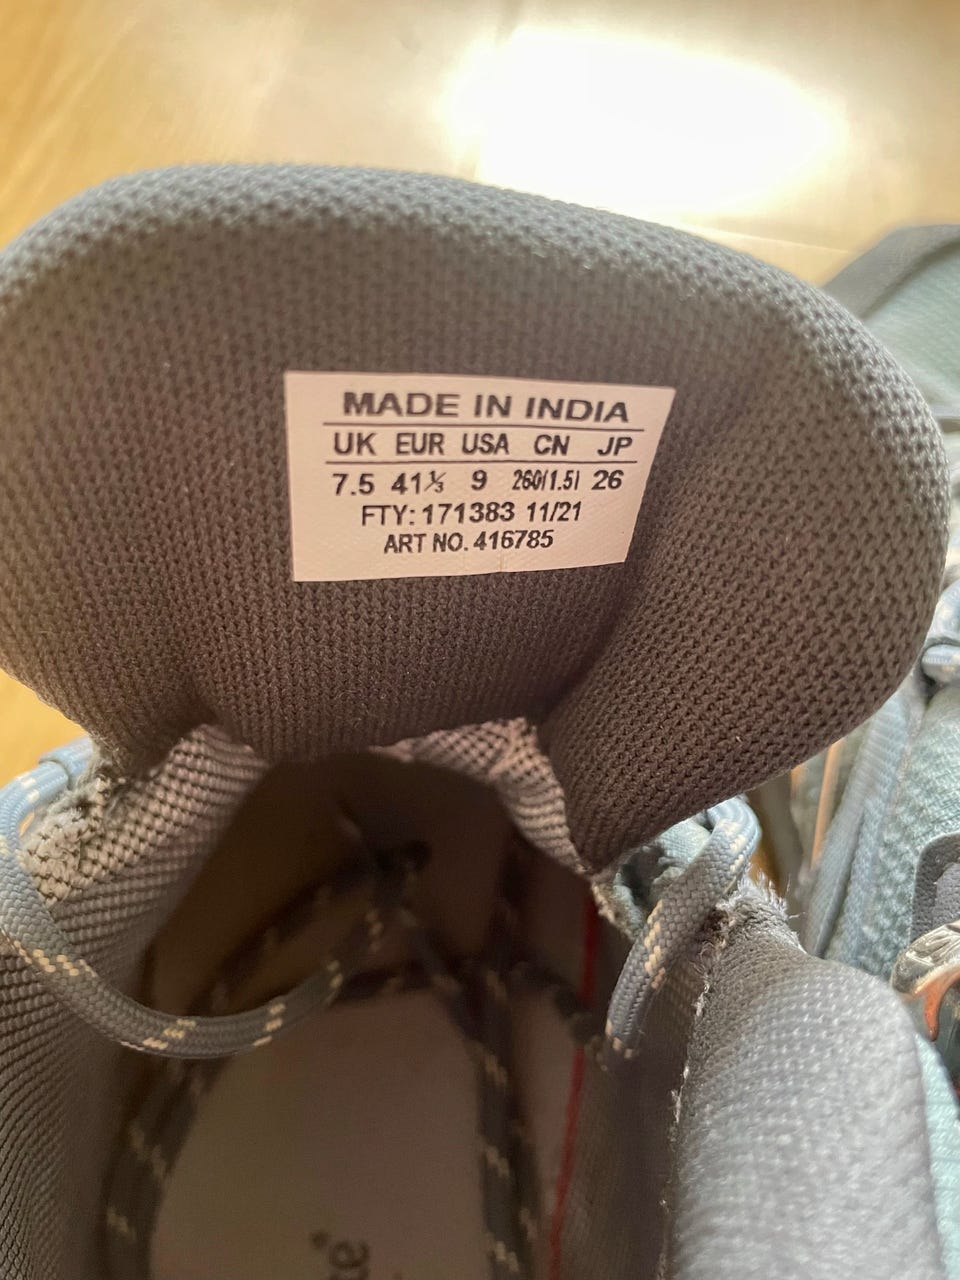 MADE IN INDIA
UK EUR USA CN JP
7.5 41⅓ 9 260(1.5) 26
FTY: 171383 11/21
ART NO. 416785